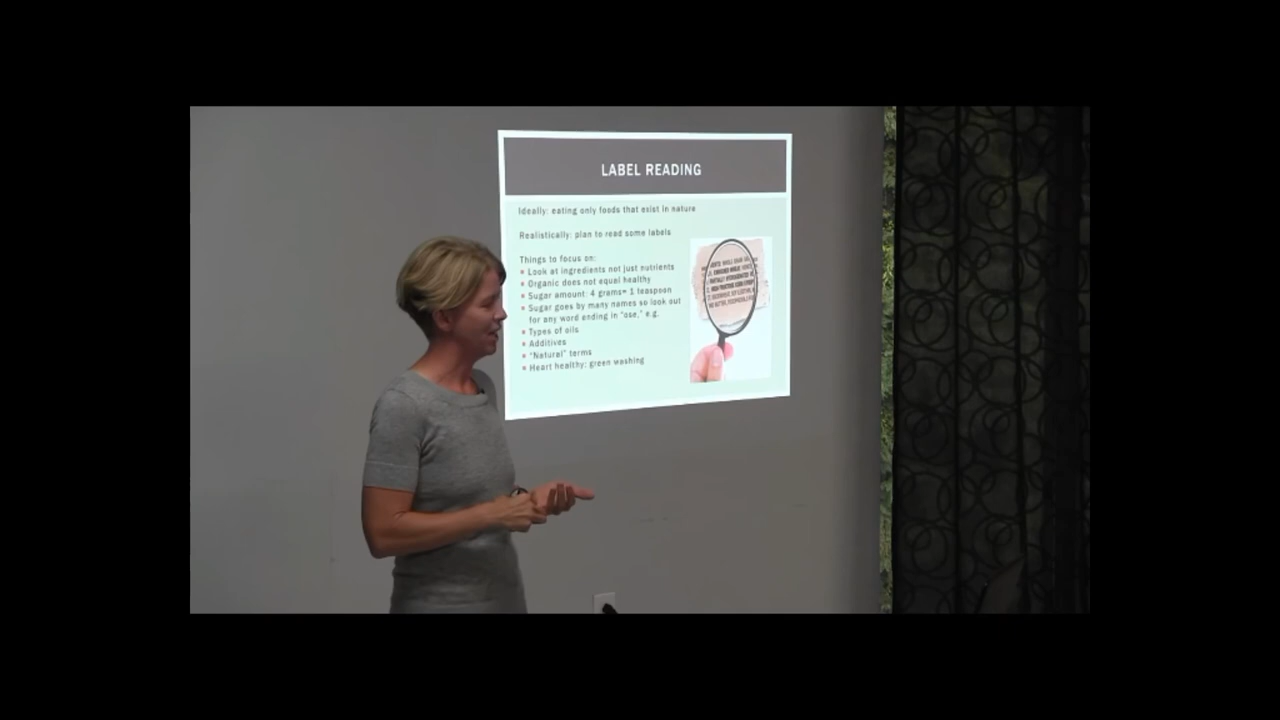 LABEL READING
Ideally: eating only foods that exist in nature
Realistically: plan to read some labels
Things to focus on:
Look at ingredients not just nutrients
Organic does not equal healthy
Sugar amount: 4 grams= 1 teaspoon
Sugar goes by many names so look out
for any word ending in "ose," e.g.
Types of oils
Additives
"Natural" terms
Heart healthy: green washing